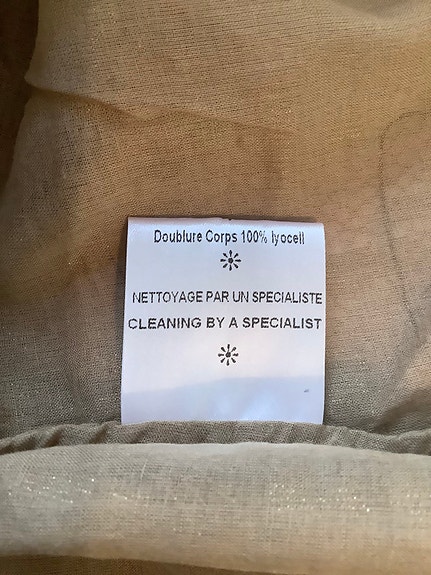 Doublure Corps 100% lyocell
NETTOYAGE PAR UN SPECIALISTE
CLEANING BY A SPECIALIST